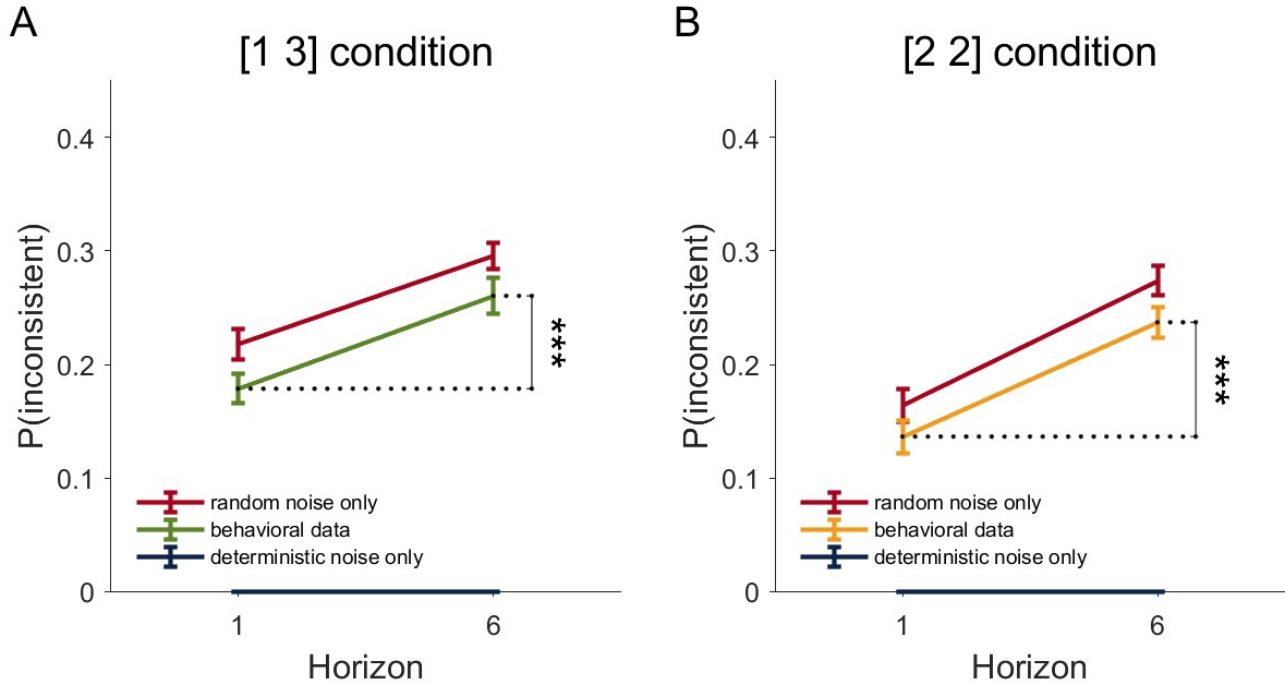 A
[1 3] condition
P(inconsistent)
0.4
0.3
0.2
0.1
0
***
random noise only
behavioral data
deterministic noise only
1
6
Horizon
B
[2 2] condition
P(inconsistent)
0.4
0.3
0.2
0.1
0
***
random noise only
behavioral data
deterministic noise only
1
6
Horizon